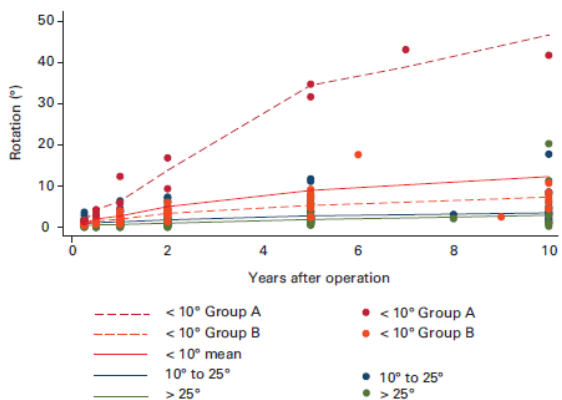 50
40
30
20
10
0
Rotation (°)
0 2 4 6 8 10
Years after operation
< 10° Group A < 10° Group A
< 10° Group B < 10° Group B
< 10° mean
10° to 25° 10° to 25°
> 25° > 25°